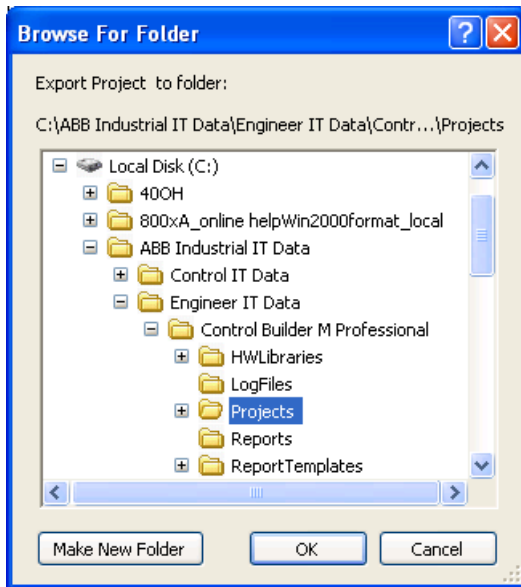 Browse For Folder
Export Project to folder:
C:\ABB Industrial IT Data\Engineer IT Data\Contr...\Projects
Local Disk (C:)
40OH
800xA_online helpWin2000format_local
ABB Industrial IT Data
Control IT Data
Engineer IT Data
Control Builder M Professional
HWLibraries
LogFiles
Projects
Reports
ReportTemplates
Make New Folder
OK
Cancel